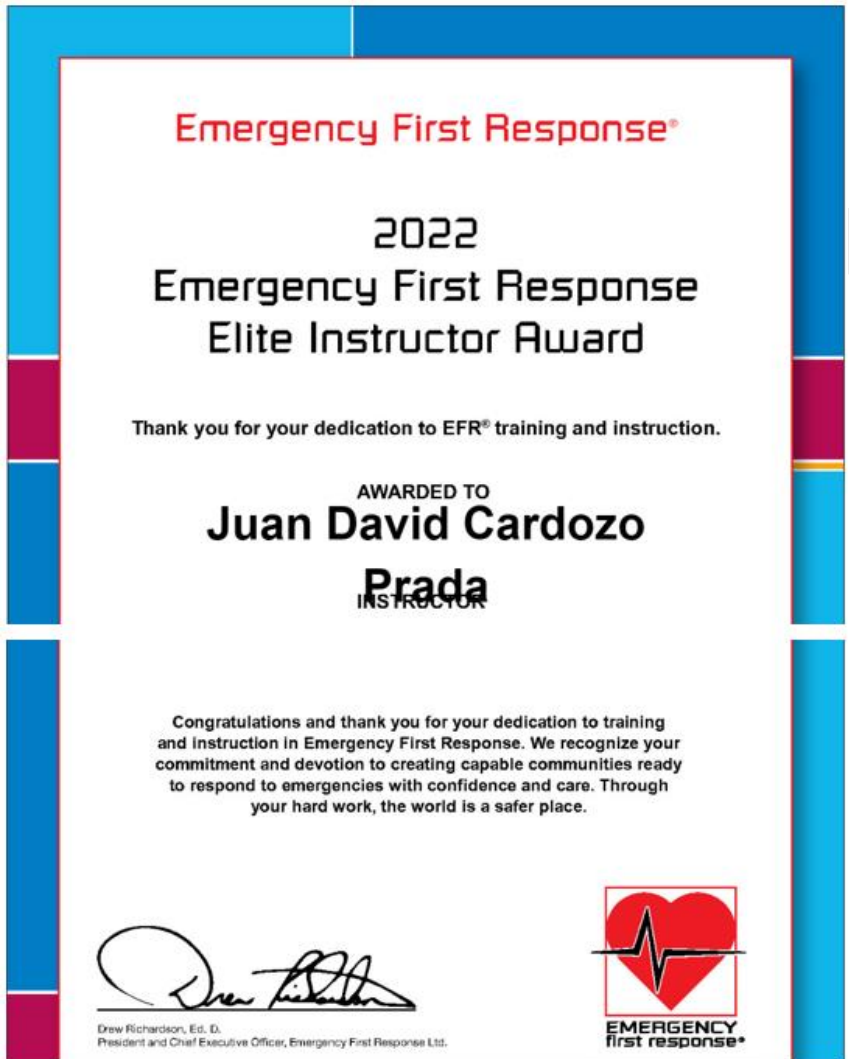 Emergency First Response®
2022
Emergency First Response
Elite Instructor Award
Thank you for your dedication to EFR® training and instruction.
AWARDED TO
Juan David Cardozo
Prada
INSTRUCTOR
Congratulations and thank you for your dedication to training
and instruction in Emergency First Response. We recognize your
commitment and devotion to creating capable communities ready
to respond to emergencies with confidence and care. Through
your hard work, the world is a safer place.
Drew Richardson
Drew Richardson, Ed. D.
President and Chief Executive Officer, Emergency First Response Ltd.
EMERGENCY
first response®